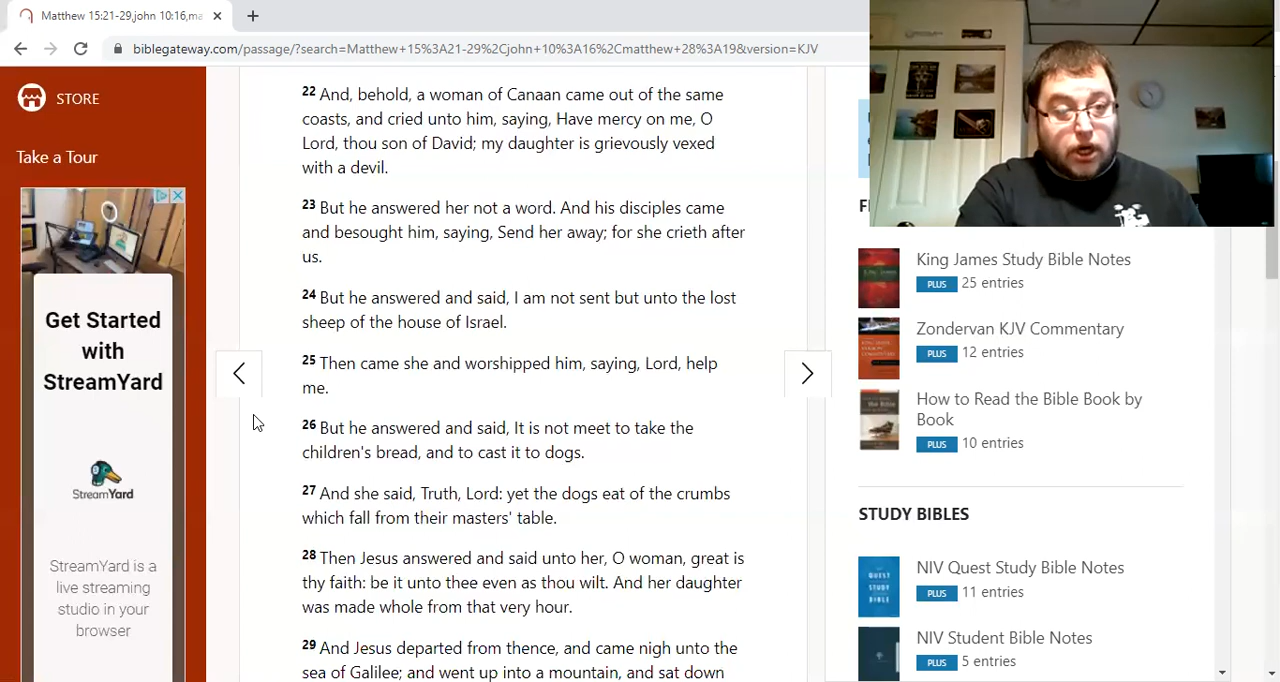 Matthew 15:21-29,john 10:16,ma
biblegateway.com/passage/?search=Matthew+15%3A21-29%2Cjohn+10%3A16%2Cmatthew+28%3A19&version=KJV
STORE
Take a Tour
Get Started
with
StreamYard
StreamYard
StreamYard is a
live streaming
studio in your
browser
22 And, behold, a woman of Canaan came out of the same
coasts, and cried unto him, saying, Have mercy on me, O
Lord, thou son of David; my daughter is grievously vexed
with a devil.
23 But he answered her not a word. And his disciples came
and besought him, saying, Send her away; for she crieth after
us.
24 But he answered and said, I am not sent but unto the lost
sheep of the house of Israel.
25 Then came she and worshipped him, saying, Lord, help
me.
26 But he answered and said, It is not meet to take the
children's bread, and to cast it to dogs.
27 And she said, Truth, Lord: yet the dogs eat of the crumbs
which fall from their masters' table.
28 Then Jesus answered and said unto her, O woman, great is
thy faith: be it unto thee even as thou wilt. And her daughter
was made whole from that very hour.
29 And Jesus departed from thence, and came nigh unto the
sea of Galilee; and went up into a mountain, and sat down
King James Study Bible Notes
PLUS 25 entries
Zondervan KJV Commentary
PLUS 12 entries
How to Read the Bible Book by
Book
PLUS 10 entries
STUDY BIBLES
NIV Quest Study Bible Notes
PLUS 11 entries
NIV Student Bible Notes
PLUS 5 entries